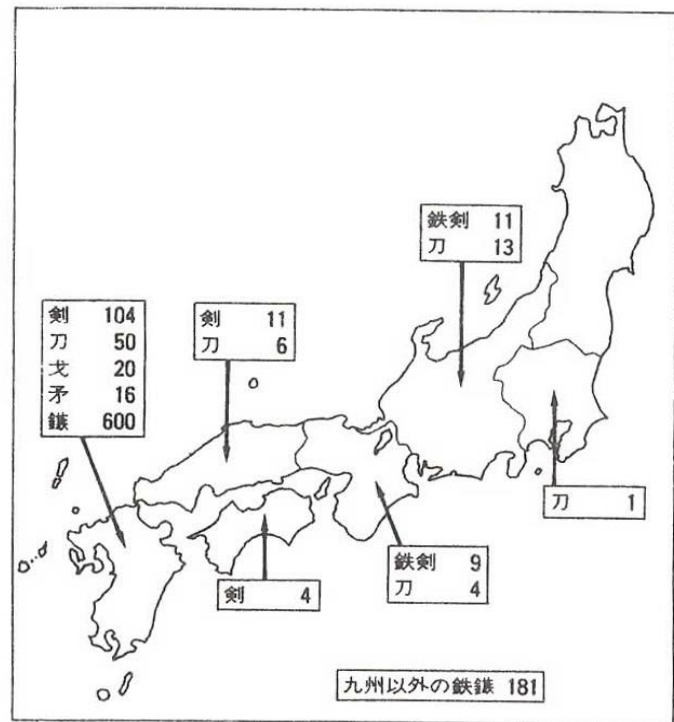 鉄剣 11
刀 13
剣 104
刀 50
戈 20
矛 16
鏃 600
剣 11
刀 6
刀 1
鉄剣 9
刀 4
剣 4
九州以外の鉄鏃 181